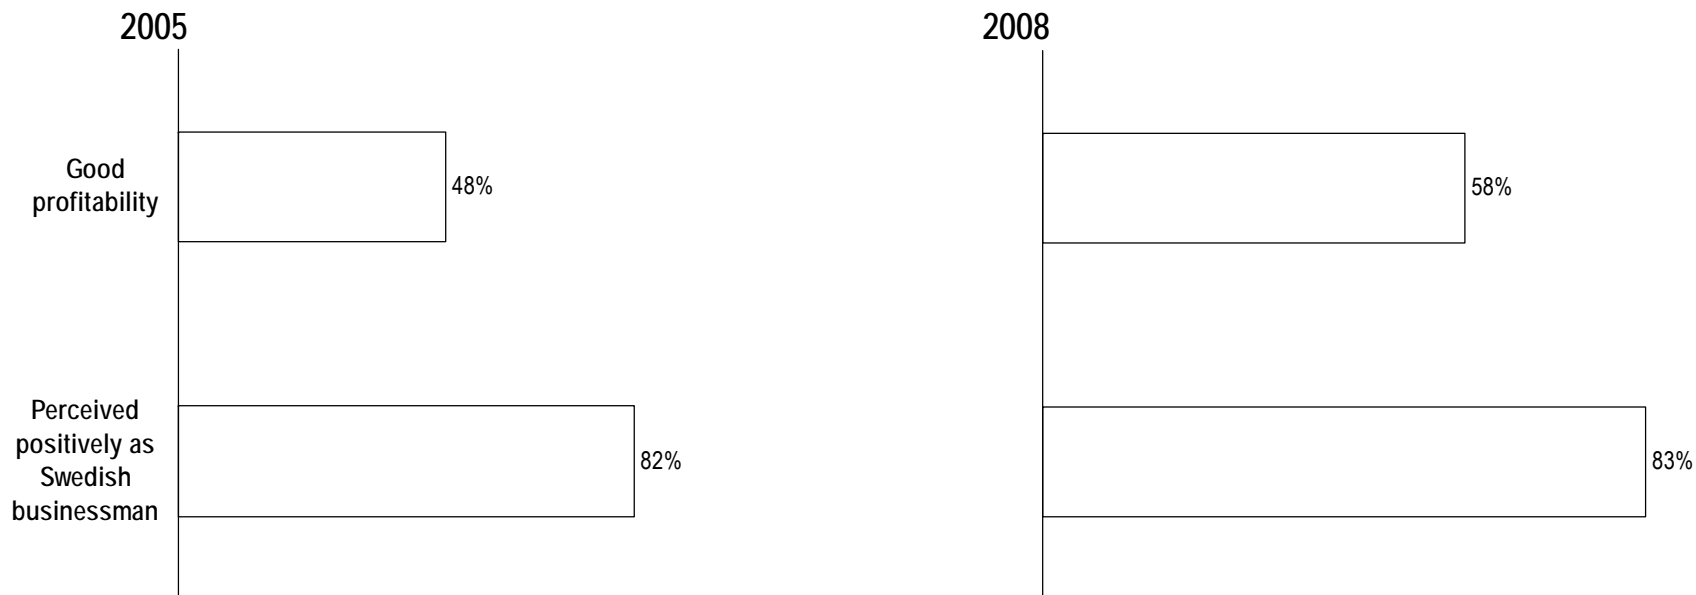 2005
2008
Good
profitability
48%
58%
Perceived
positively as
Swedish
businessman
82%
83%